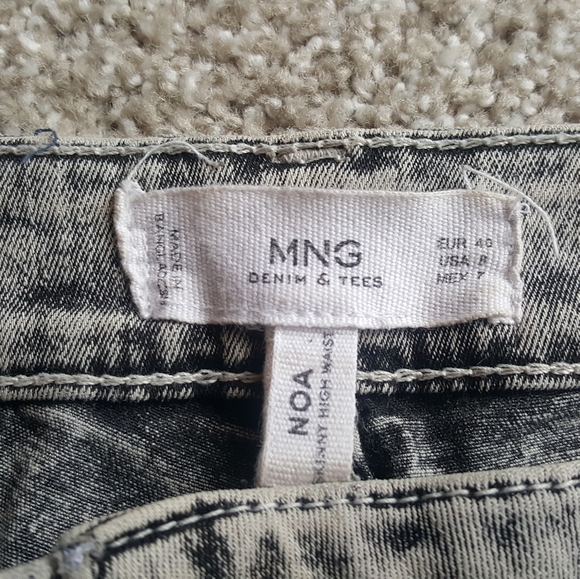 MADE IN
BANGLADESH
MNG
DENIM & TEES
EUR 40
USA 8
MEX 7
NOA
SKINNY HIGH WAIST